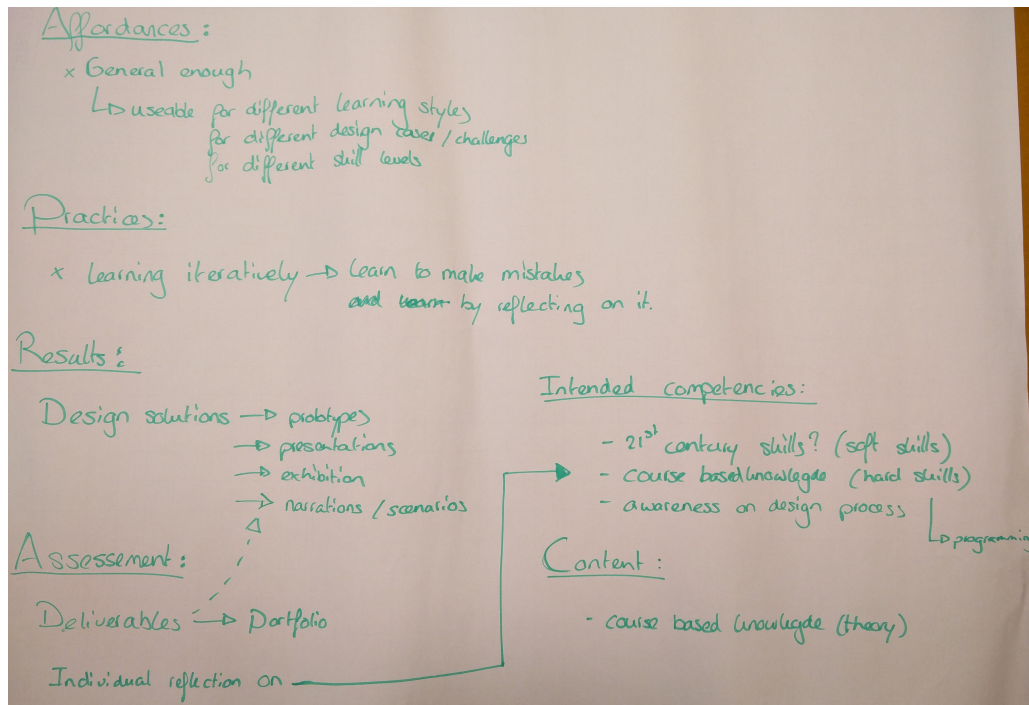 Affordances :
× General enough
↳ useable for different learning styles
for different design cases / challenges
for different skill levels
Practices:
× Learning iteratively → Learn to make mistakes
and learn by reflecting on it.
Results :
Design solutions → prototypes
→ presentations
→ exhibition
→ narrations / scenarios
Assessement :
Deliverables → Portfolio
Individual reflection on
Intended competencies:
- 21st century skills? (soft skills)
- course based knowlegde (hard skills)
- awareness on design process
↳ programming
Content :
- course based knowlegde (theory)